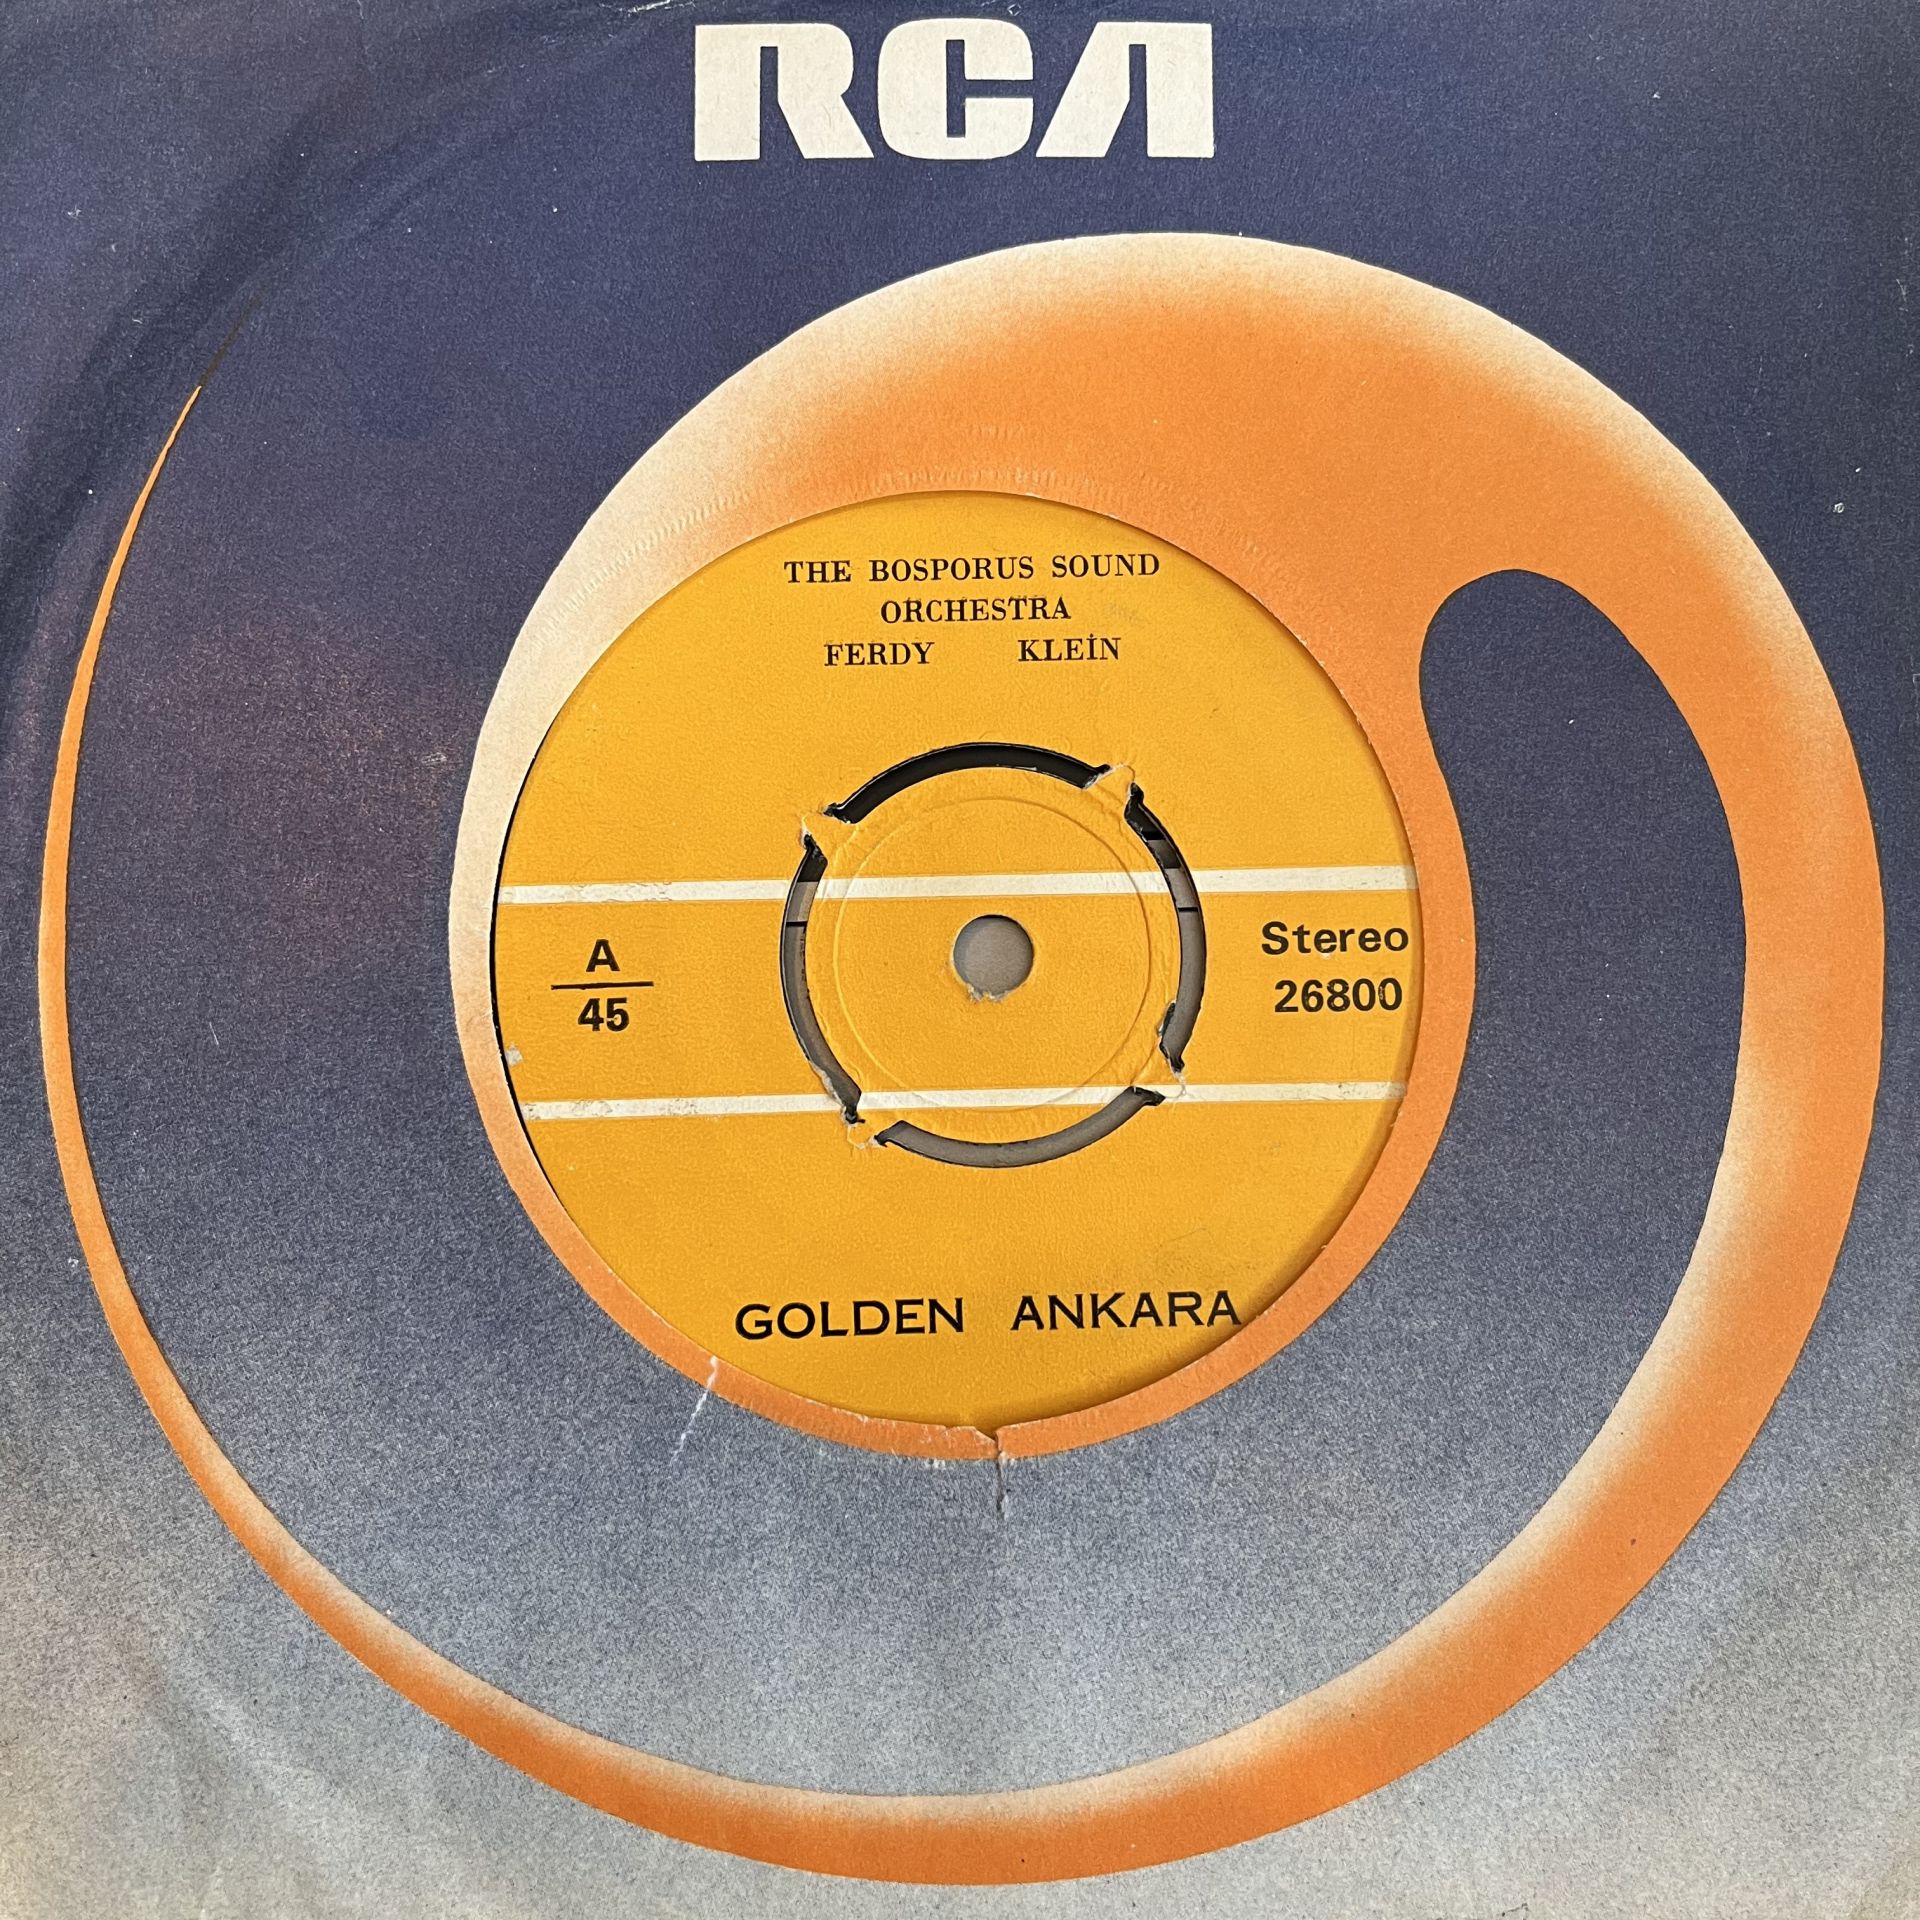 RCA
THE BOSPORUS SOUND
ORCHESTRA
FERDY KLEİN
A
45
Stereo
26800
GOLDEN ANKARA